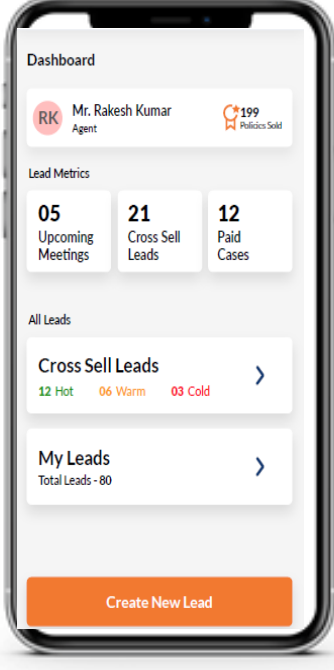 Dashboard
RK
Mr. Rakesh Kumar
Agent
199
Policies Sold
Lead Metrics
05
Upcoming
Meetings
21
Cross Sell
Leads
12
Paid
Cases
All Leads
Cross Sell Leads
12 Hot 06 Warm 03 Cold
My Leads
Total Leads - 80
Create New Lead